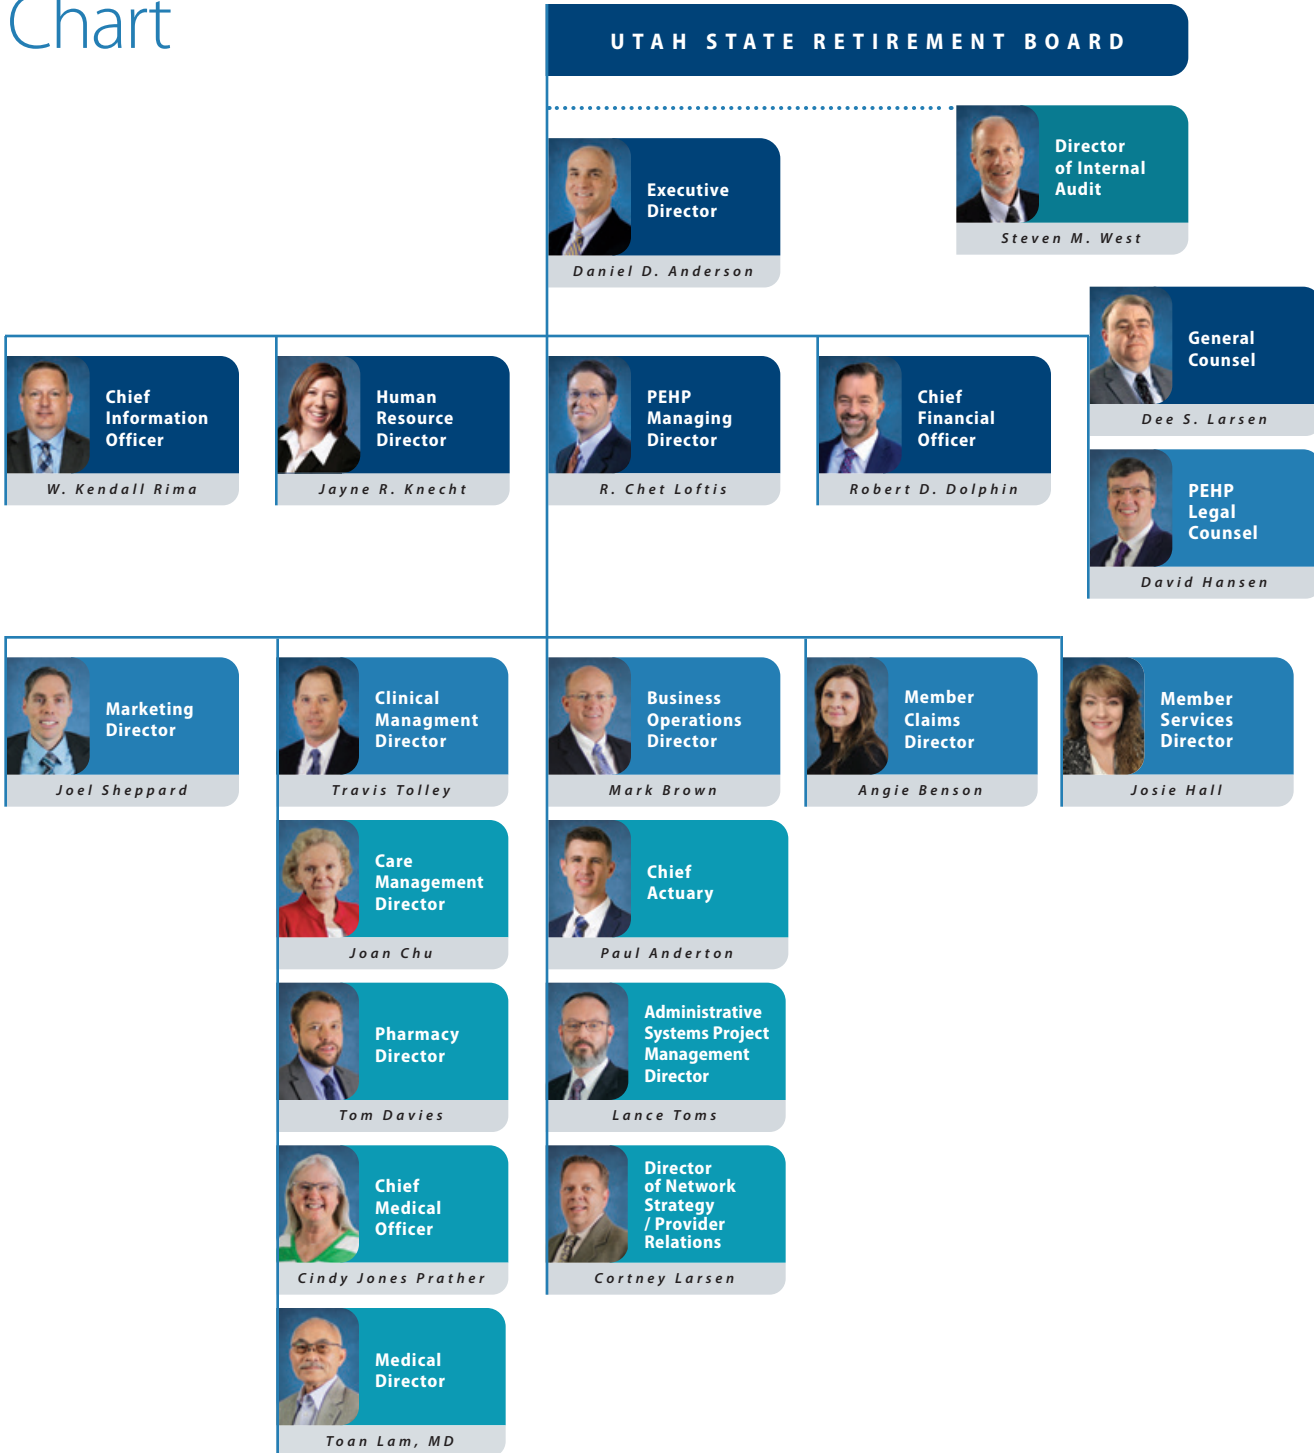 Chart
UTAH STATE RETIREMENT BOARD
Executive
Director
Daniel D. Anderson
Director
of Internal
Audit
Steven M. West
Chief
Information
Officer
W. Kendall Rima
Human
Resource
Director
Jayne R. Knecht
PEHP
Managing
Director
R. Chet Loftis
Chief
Financial
Officer
Robert D. Dolphin
General
Counsel
Dee S. Larsen
PEHP
Legal
Counsel
David Hansen
Marketing
Director
Joel Sheppard
Clinical
Managment
Director
Travis Tolley
Business
Operations
Director
Mark Brown
Member
Claims
Director
Angie Benson
Member
Services
Director
Josie Hall
Care
Management
Director
Joan Chu
Chief
Actuary
Paul Anderton
Pharmacy
Director
Tom Davies
Administrative
Systems Project
Management
Director
Lance Toms
Chief
Medical
Officer
Cindy Jones Prather
Director
of Network
Strategy
/ Provider
Relations
Cortney Larsen
Medical
Director
Toan Lam, MD